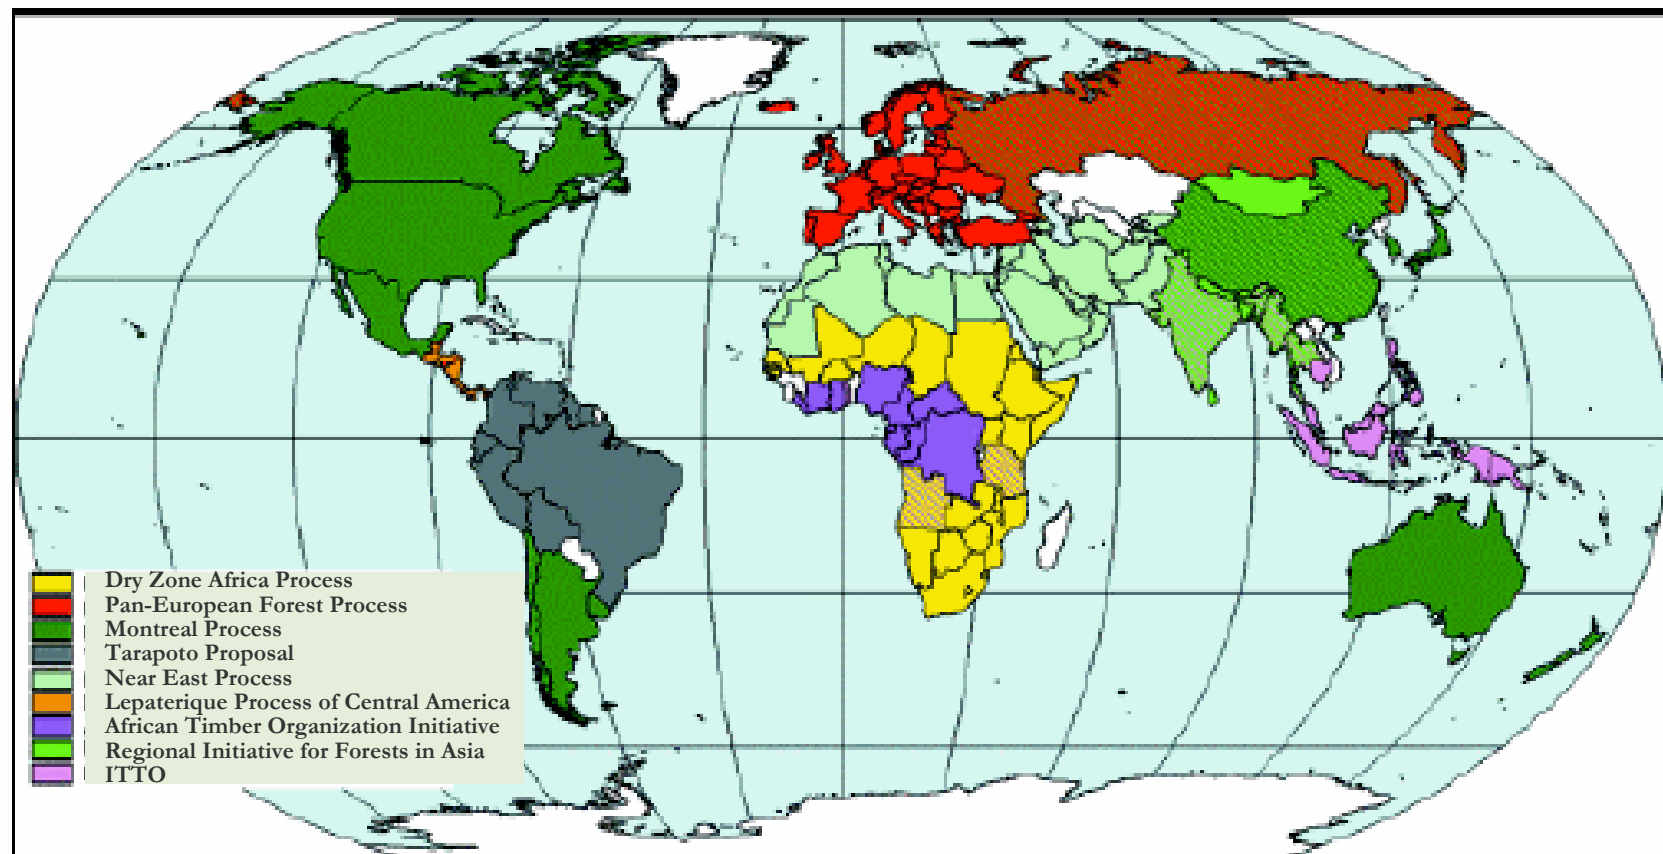 Dry Zone Africa Process
Pan-European Forest Process
Montreal Process
Tarapoto Proposal
Near East Process
Lepaterique Process of Central America
African Timber Organization Initiative
Regional Initiative for Forests in Asia
ITTO